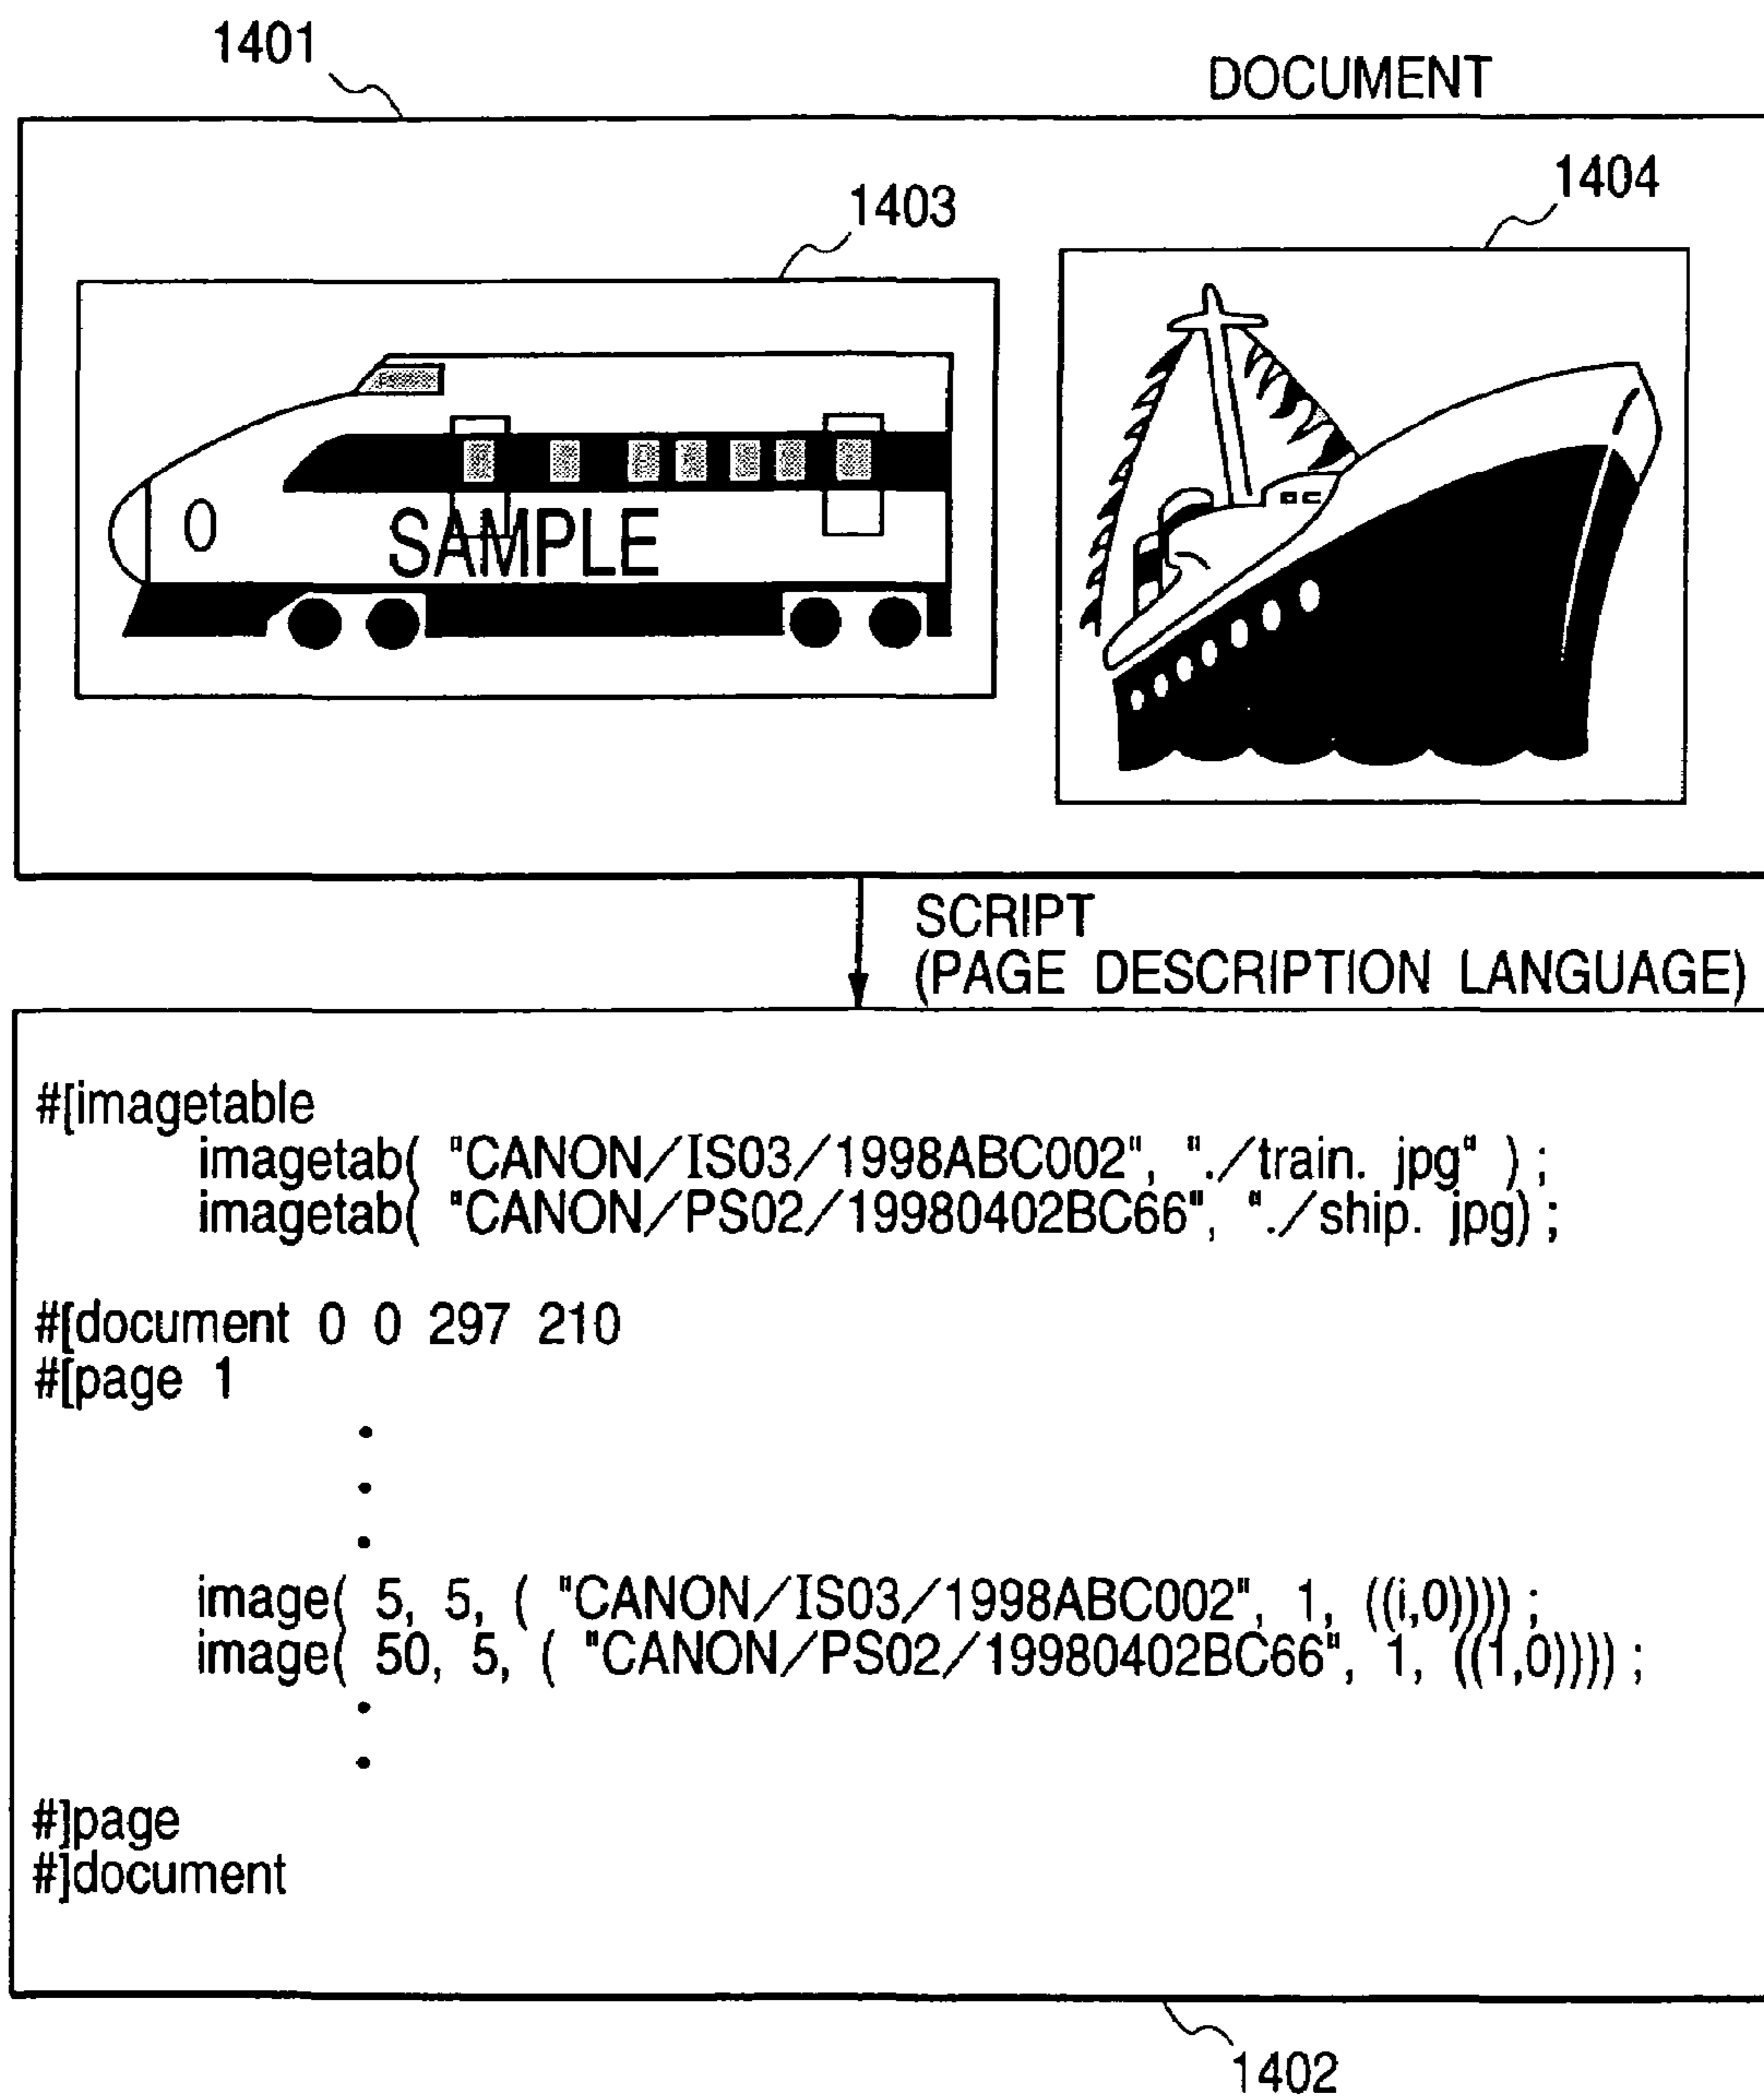 1401
DOCUMENT
1403
1404
SAMPLE
SCRIPT
(PAGE DESCRIPTION LANGUAGE)
#[imagetable
imagetab( "CANON/IS03/1998ABC002", "./train. jpg" ) ;
imagetab( "CANON/PS02/19980402BC66", "./ship. jpg) ;
#[document 0 0 297 210
#[page 1
image( 5, 5, ( "CANON/IS03/1998ABC002", 1, ((i,0)))) ;
image( 50, 5, ( "CANON/PS02/19980402BC66", 1, ((1,0)))) ;
#]page
#]document
1402